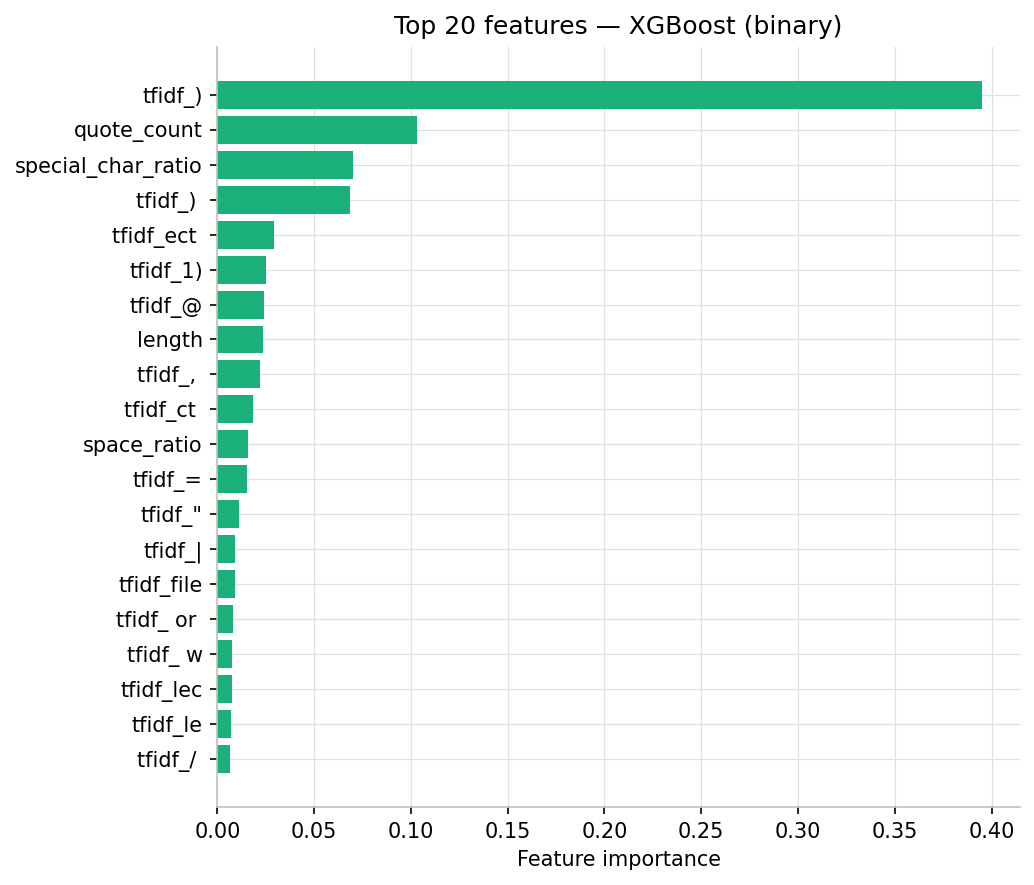 Top 20 features — XGBoost (binary)
tfidf_)
quote_count
special_char_ratio
tfidf_) 
tfidf_ect 
tfidf_1)
tfidf_@
length
tfidf_, 
tfidf_ct 
space_ratio
tfidf_=
tfidf_"
tfidf_|
tfidf_file
tfidf_ or 
tfidf_ w
tfidf_lec
tfidf_le
tfidf_/ 
0.00 0.05 0.10 0.15 0.20 0.25 0.30 0.35 0.40
Feature importance